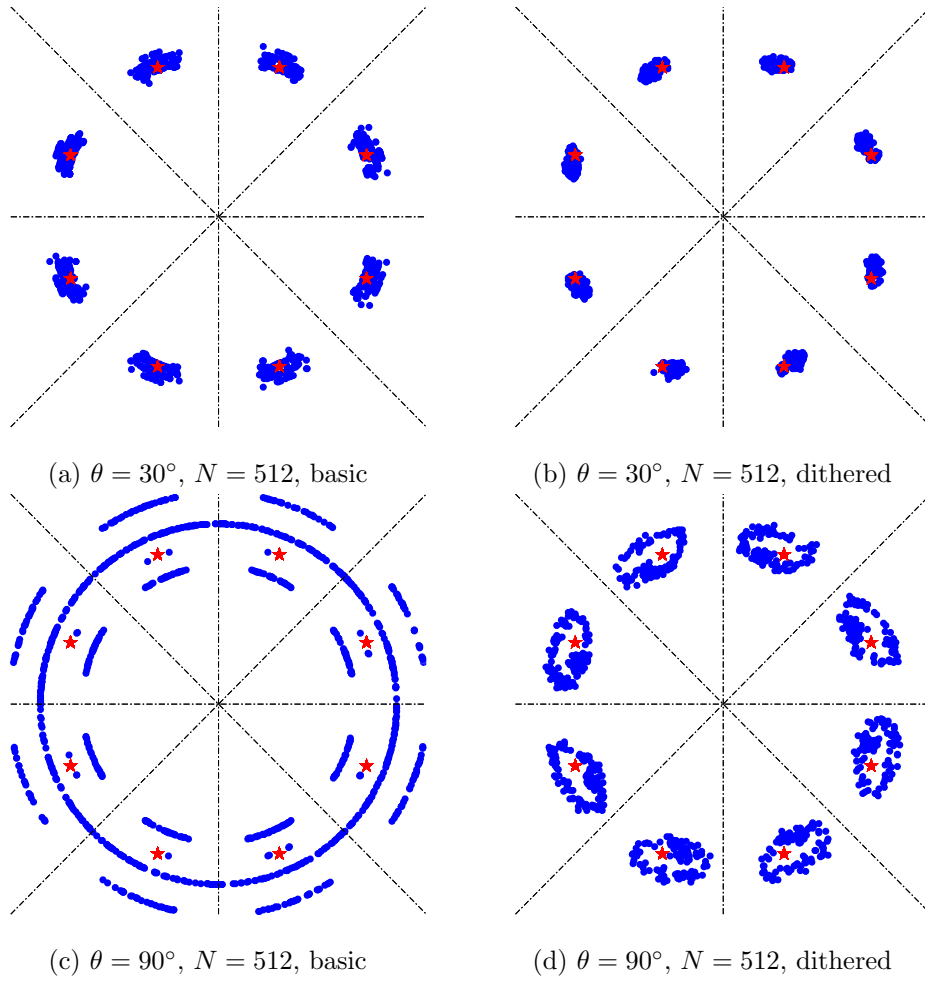 (a) θ = 30°, N = 512, basic
(b) θ = 30°, N = 512, dithered
(c) θ = 90°, N = 512, basic
(d) θ = 90°, N = 512, dithered